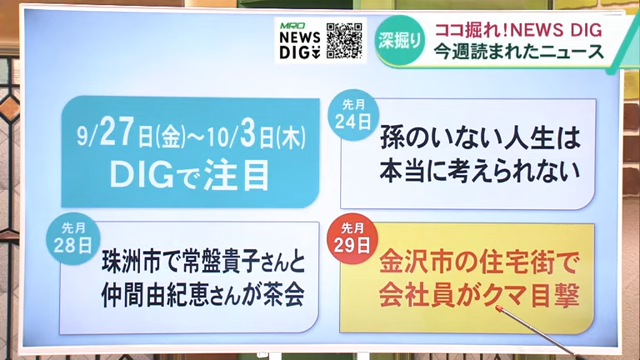 MRO
NEWS
DIG
深掘り
ココ掘れ!NEWS DIG
今週読まれたニュース
9/27日(金)~10/3日(木)
DIGで注目
先月
24日
孫のいない人生は
本当に考えられない
先月
28日
珠洲市で常盤貴子さんと
仲間由紀恵さんが茶会
先月
29日
金沢市の住宅街で
会社員がクマ目撃